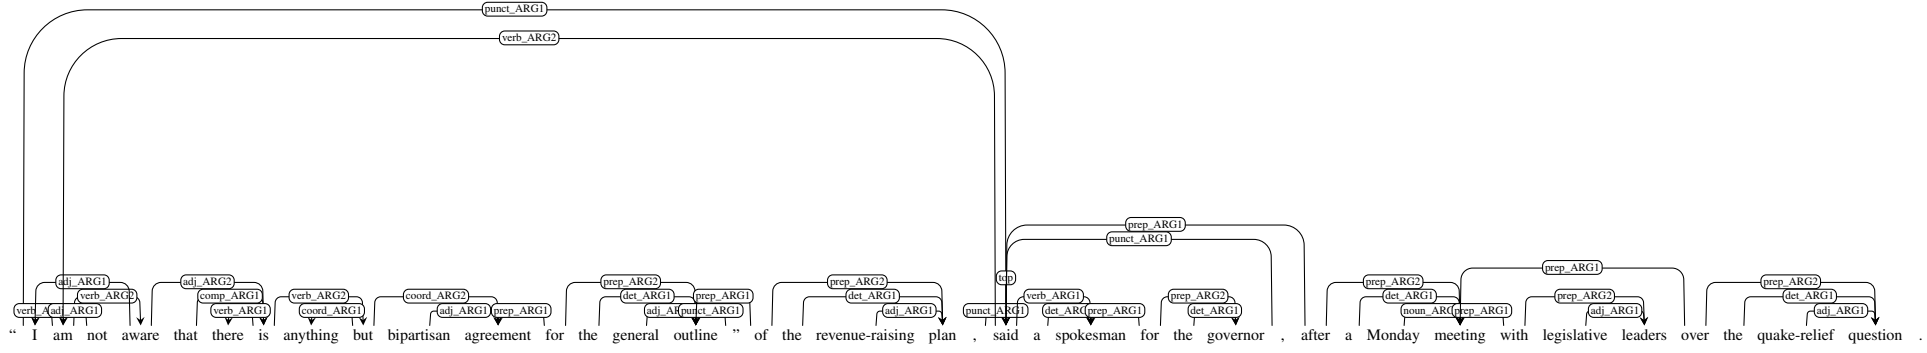 punct_ARG1
verb_ARG2
prep_ARG1
punct_ARG1
prep_ARG1
top
adj_ARG1 adj_ARG2 prep_ARG2 prep_ARG2 prep_ARG2 prep_ARG2
verb_ARG2 comp_ARG1 verb_ARG2 coord_ARG2 det_ARG1 prep_ARG1 det_ARG1 verb_ARG1 prep_ARG2 det_ARG1 prep_ARG2 det_ARG1
adj_ARG1 verb_ARG1 coord_ARG1 adj_ARG1 prep_ARG1 punct_ARG1 adj_ARG1 punct_ARG1 prep_ARG1 det_ARG1 prep_ARG1 adj_ARG1 adj_ARG1
“ I am not aware that there is anything but bipartisan agreement for the general outline ” of the revenue-raising plan , said a spokesman for the governor , after a Monday meeting with legislative leaders over the quake-relief question .